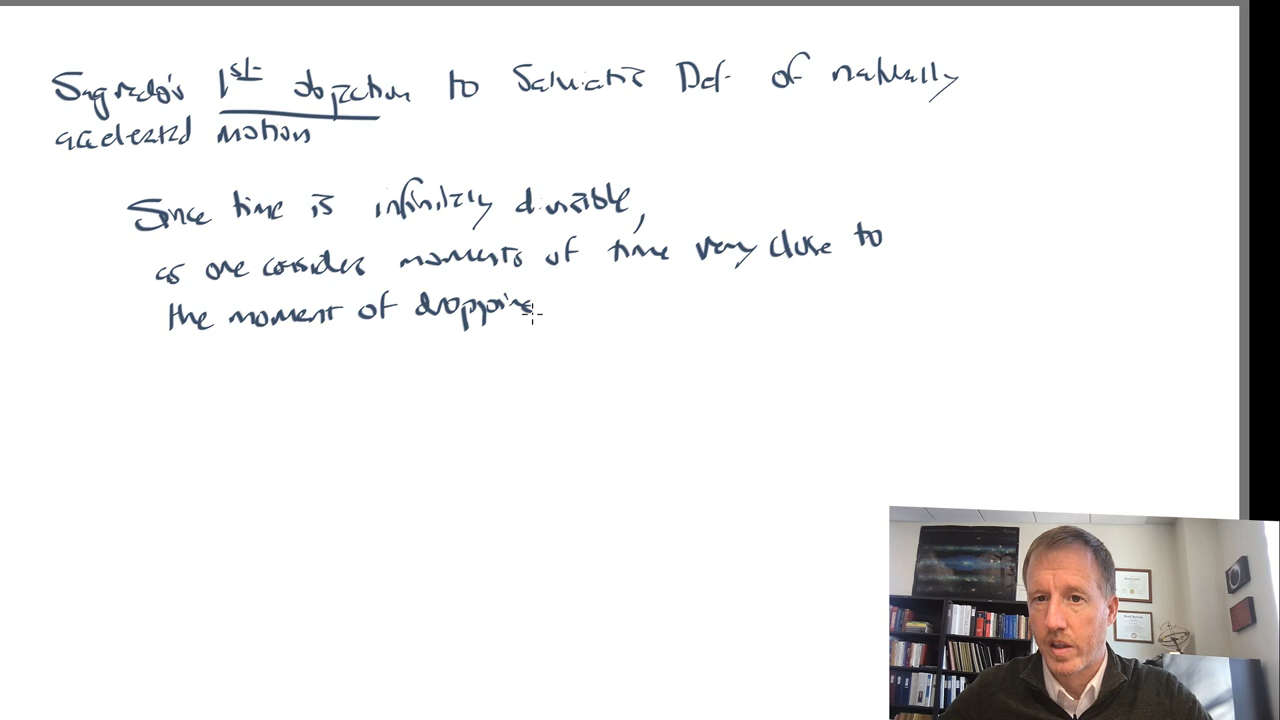 Sagredo's 1st objection to Salviati's Def. of naturally
accelerated motion
Since time is infinitely divisible,
as one considers moments of time very close to
the moment of dropping